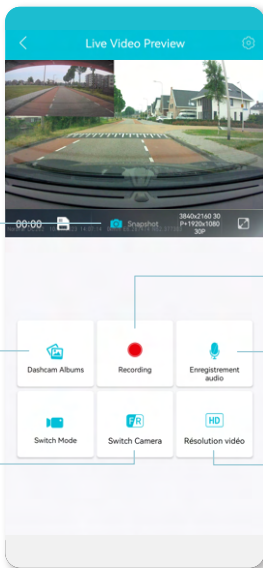 Live Video Preview
00:00
Snapshot
3840x2160 30
P+1920x1080
30P
Dashcam Albums
Recording
Enregistrement
audio
Switch Mode
F R
Switch Camera
HD
Résolution vidéo